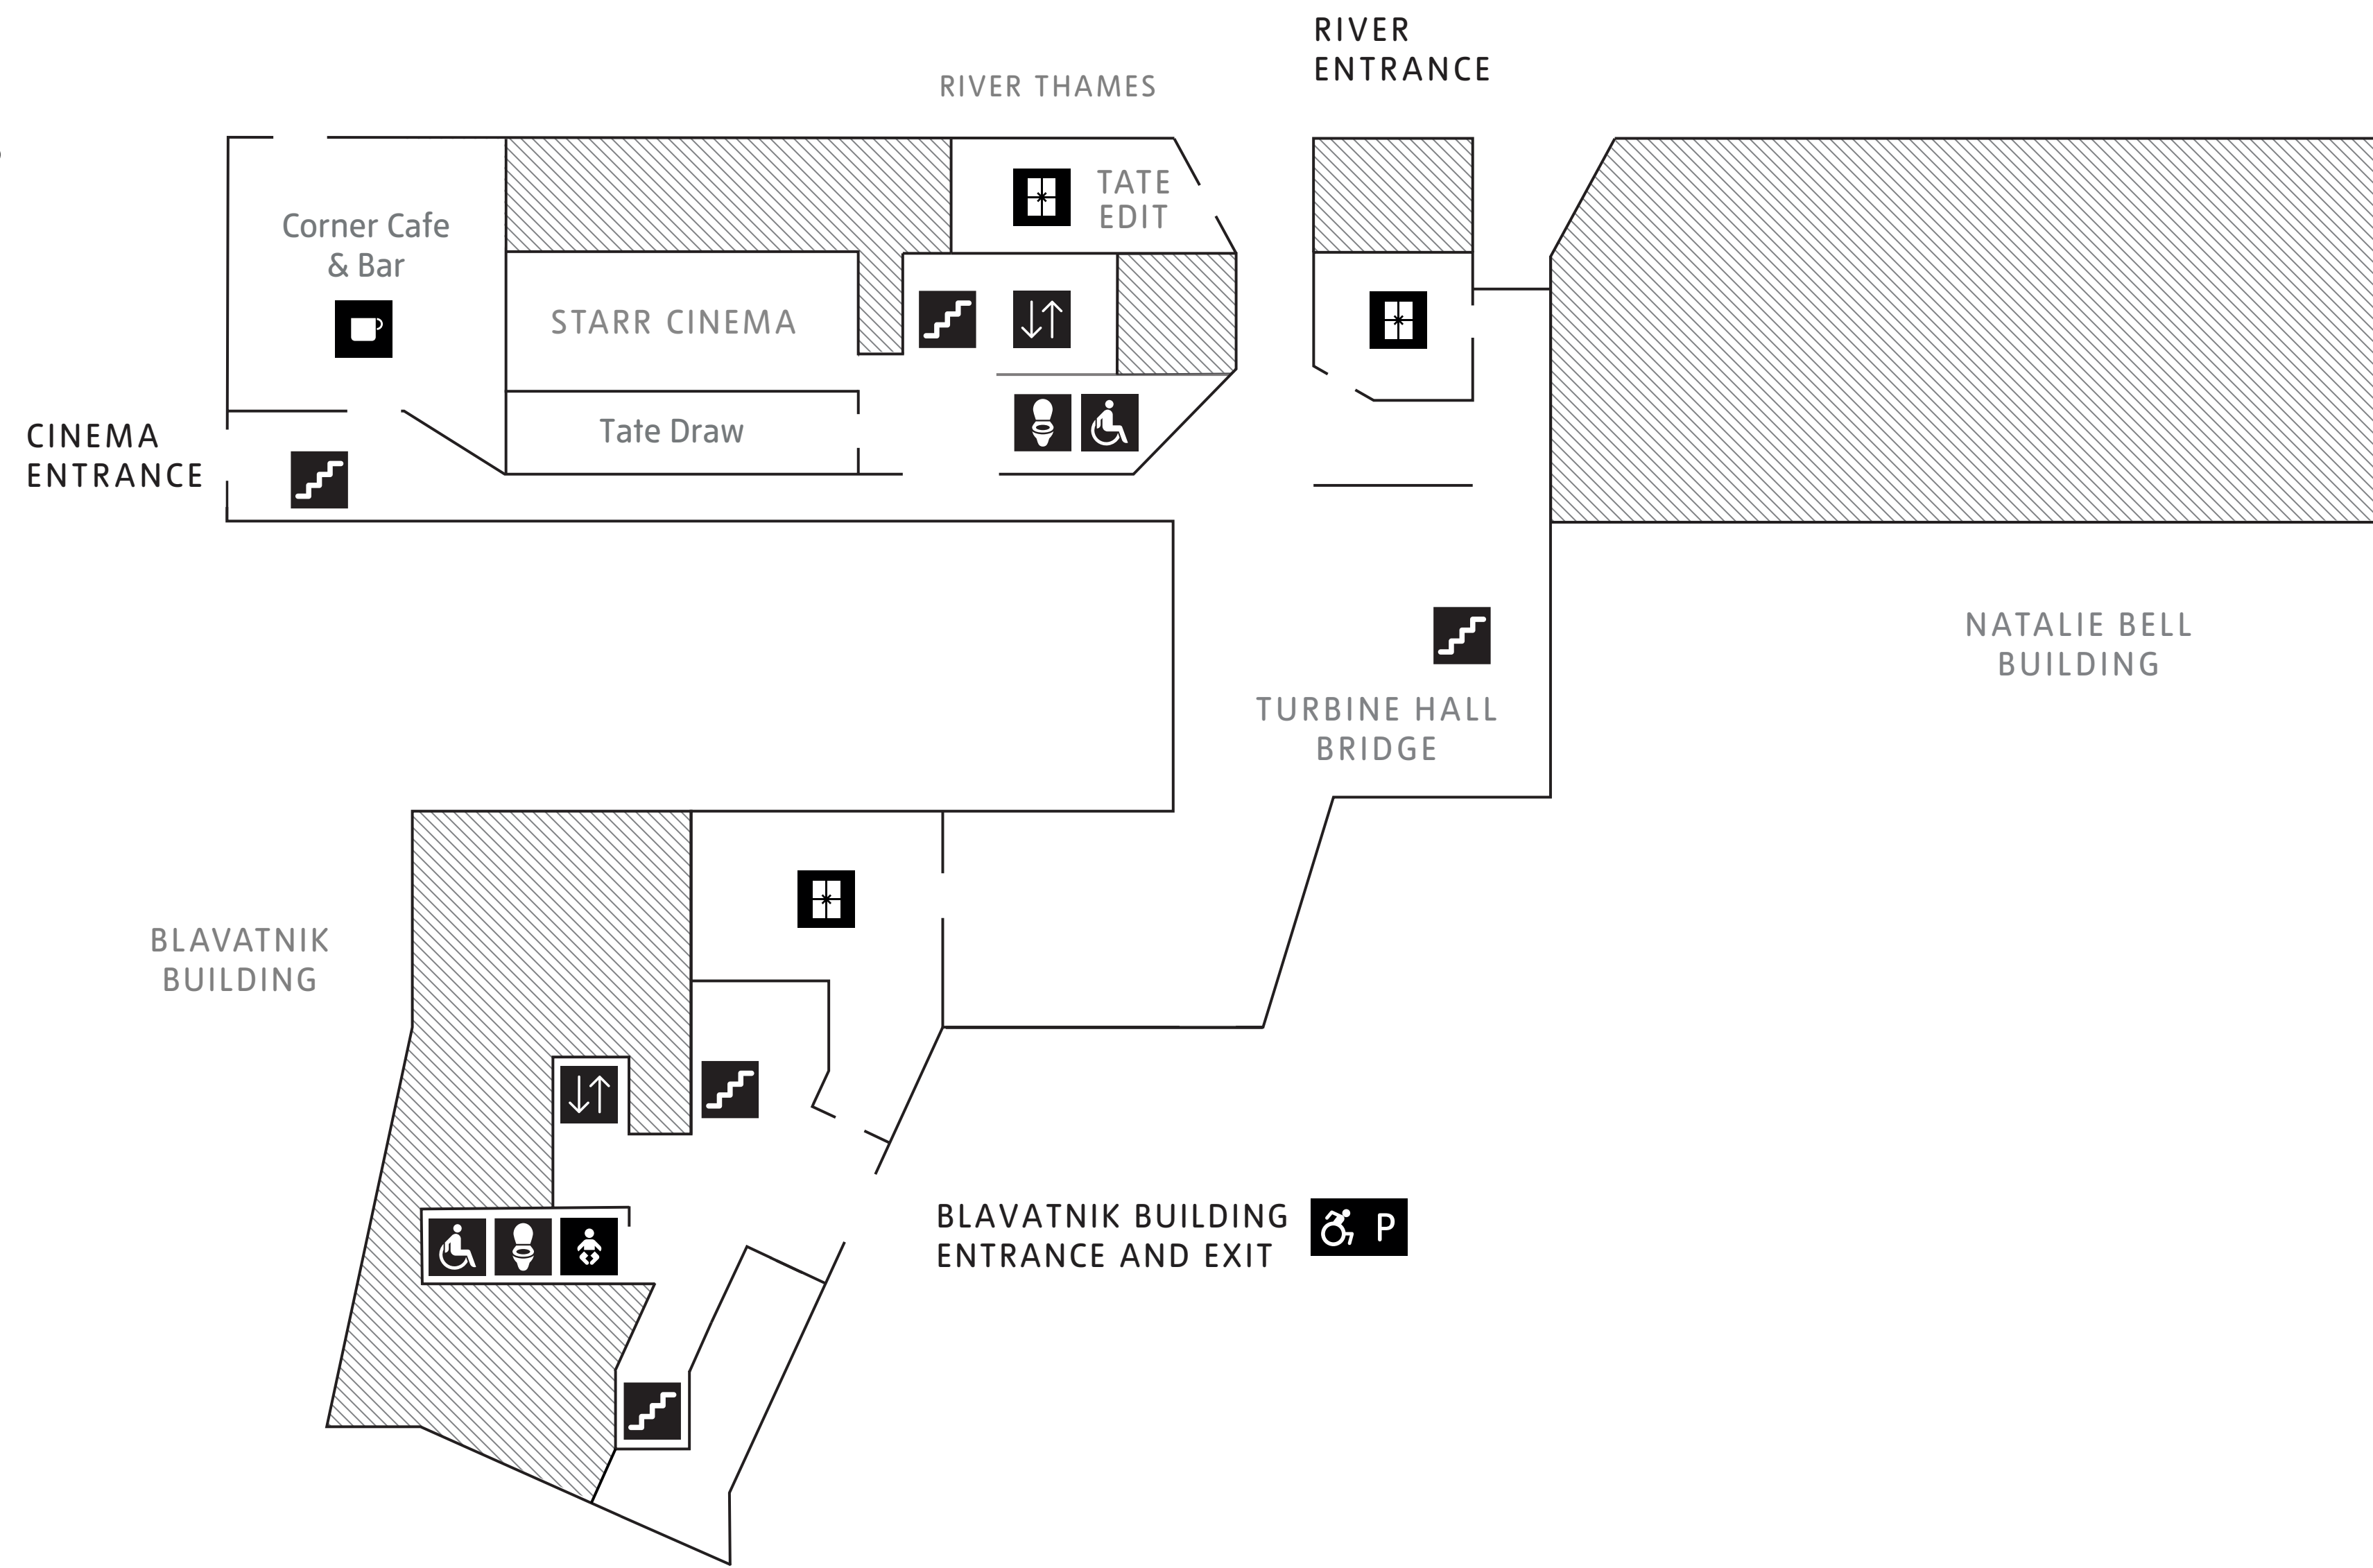 RIVER
ENTRANCE
RIVER THAMES
TATE
EDIT
Corner Cafe
& Bar
STARR CINEMA
Tate Draw
CINEMA
ENTRANCE
NATALIE BELL
BUILDING
TURBINE HALL
BRIDGE
BLAVATNIK
BUILDING
BLAVATNIK BUILDING
ENTRANCE AND EXIT
P